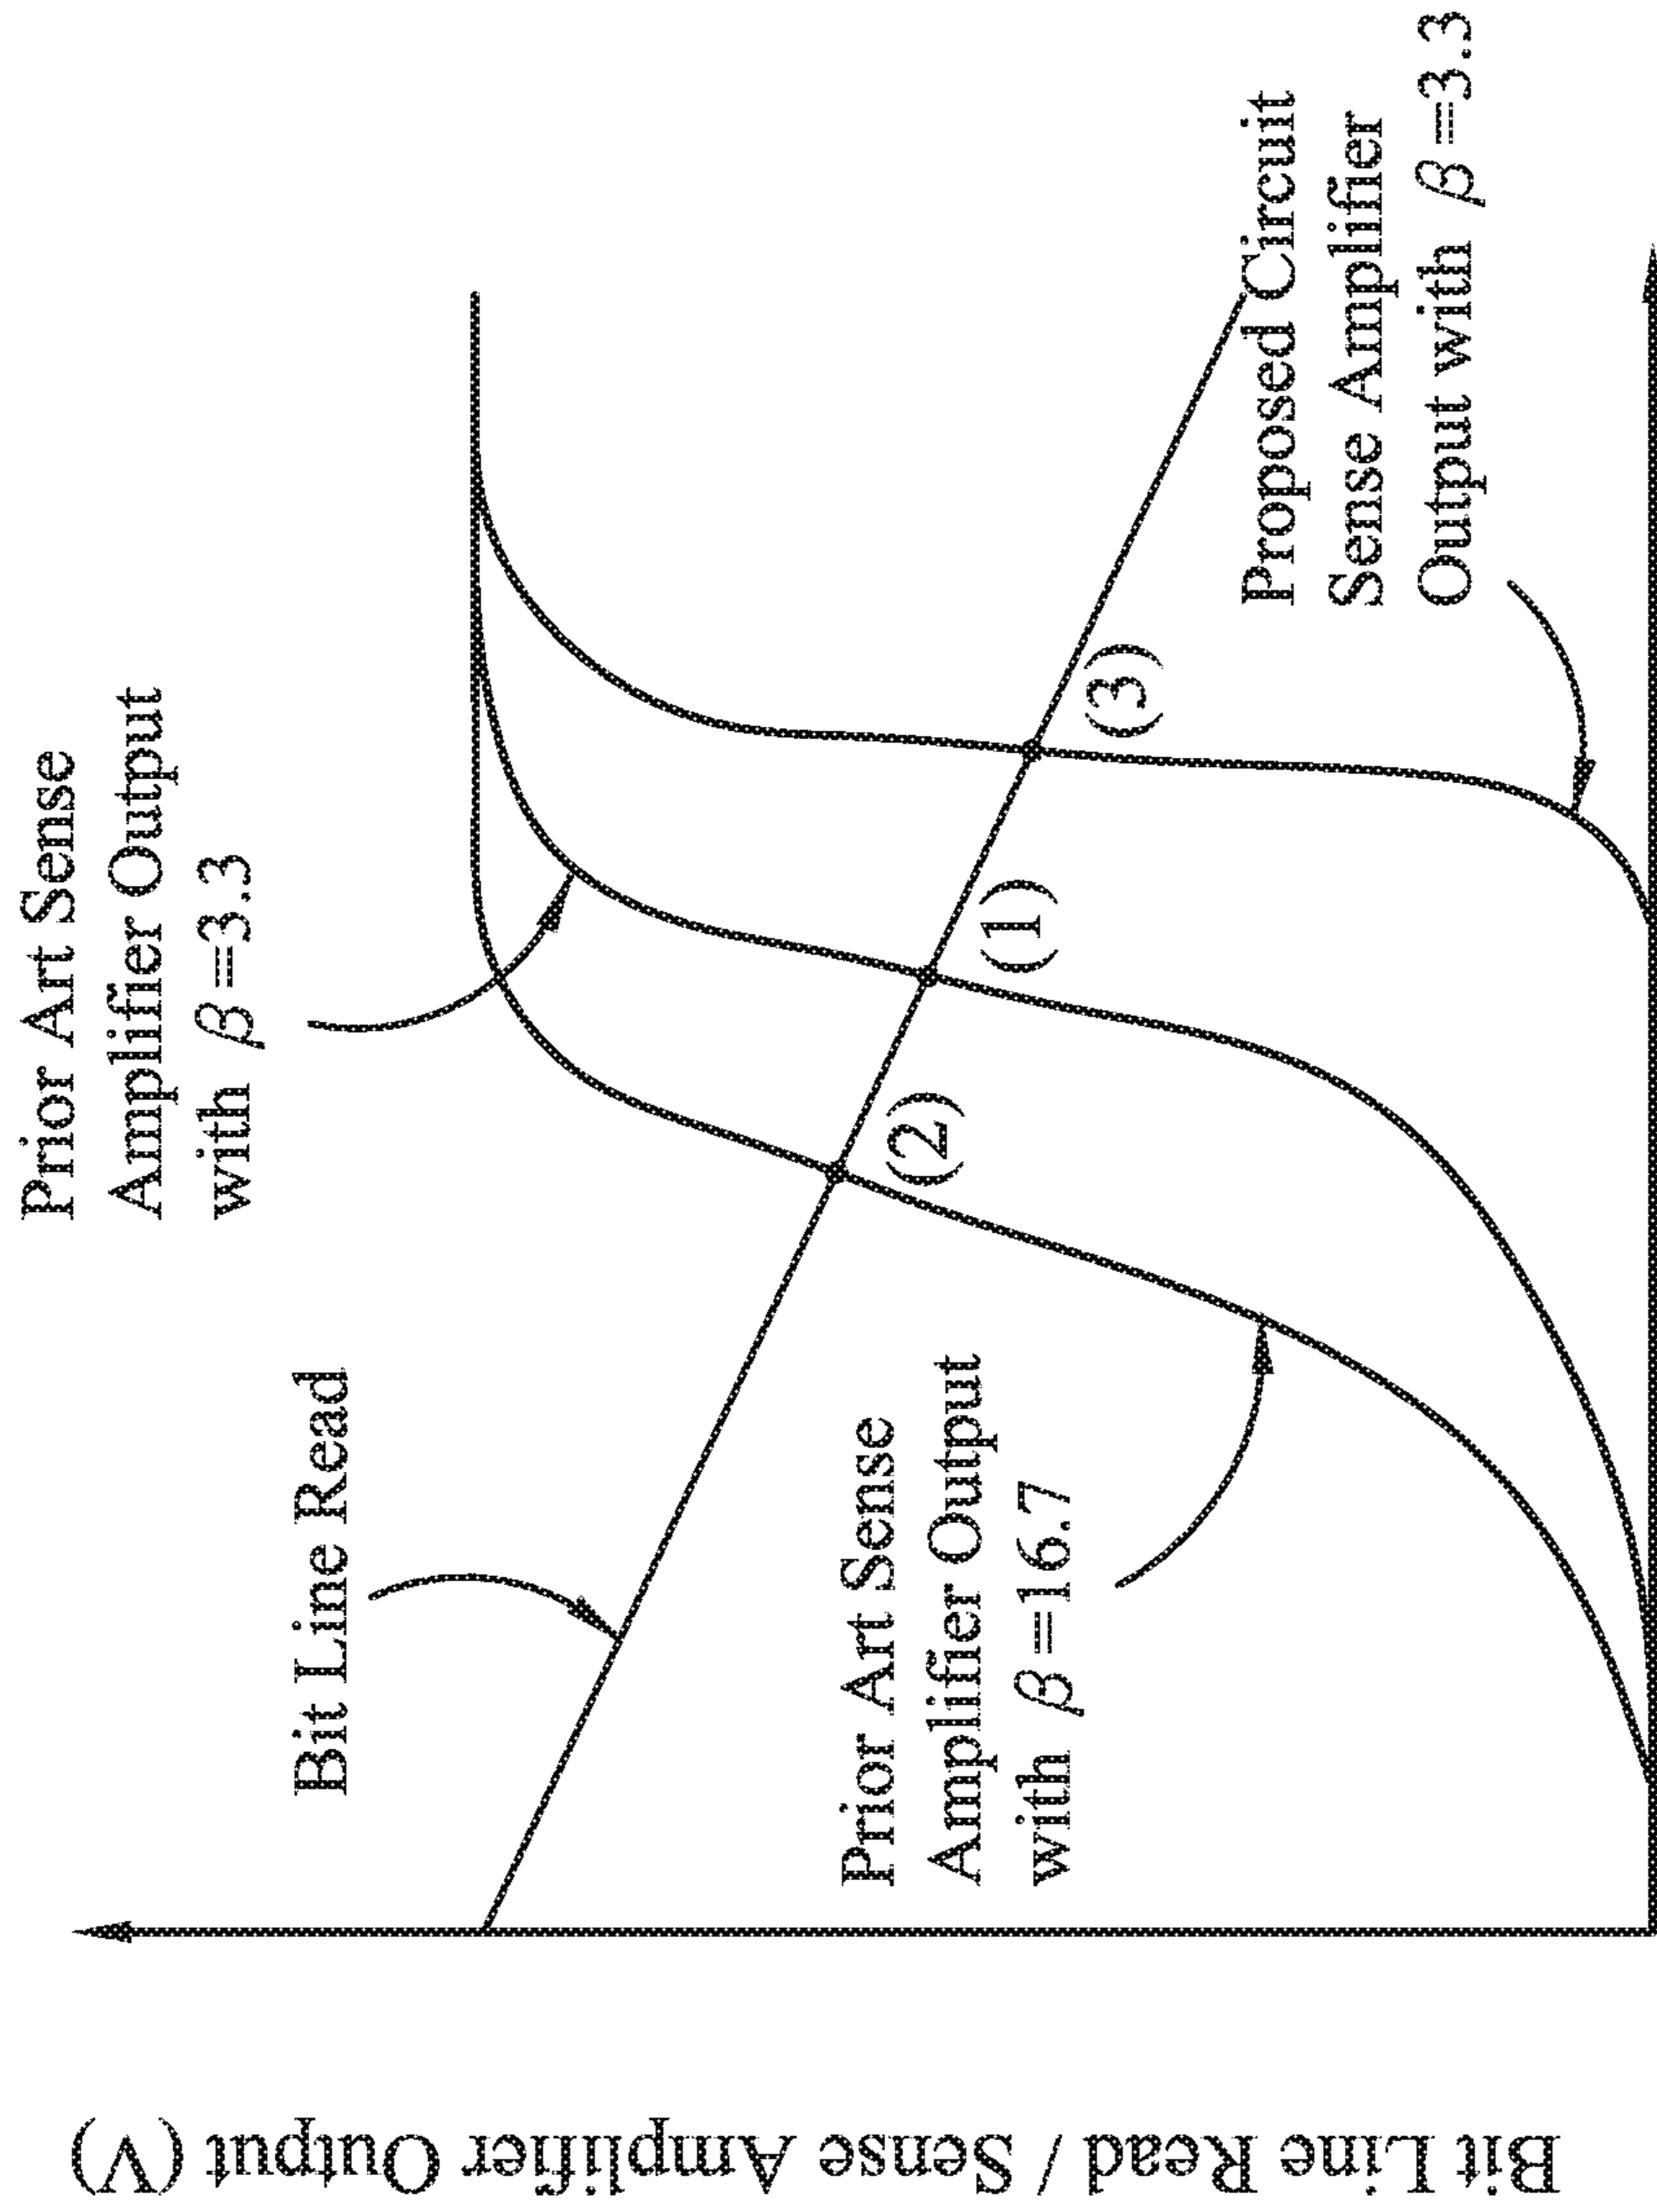 Prior Art Sense
Amplifier Output
with β=3.3
Bit Line Read
Prior Art Sense
Amplifier Output
with β=16.7
(2)
(1)
(3)
Proposed Circuit
Sense Amplifier
Output with β=3.3
Bit Line Read / Sense Amplifier Output (V)